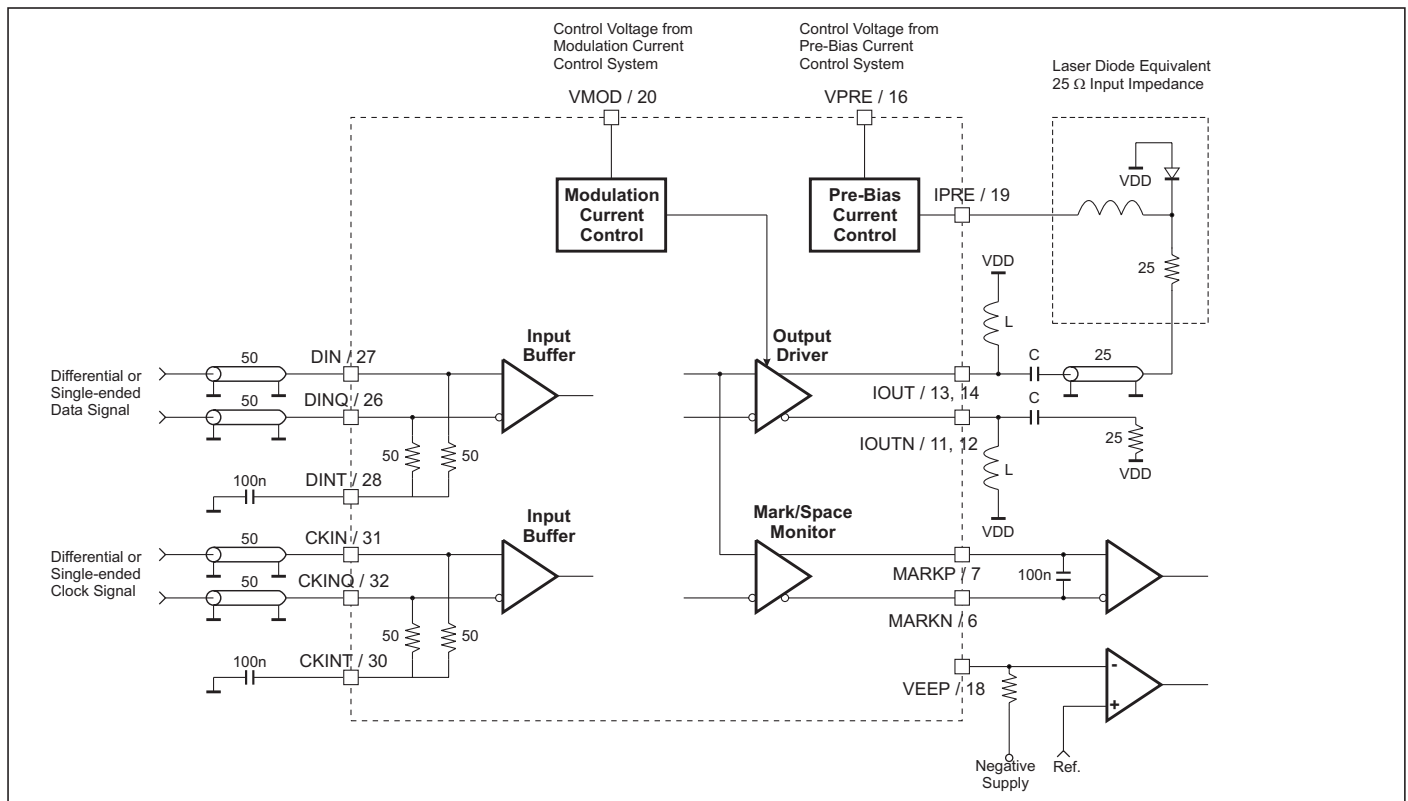 Control Voltage from
Modulation Current
Control System
Control Voltage from
Pre-Bias Current
Control System
Laser Diode Equivalent
25 Ω Input Impedance
VMOD / 20
VPRE / 16
VDD
Modulation
Current
Control
Pre-Bias
Current
Control
IPRE / 19
25
VDD
L
Input
Buffer
Output
Driver
50
DIN / 27
C
25
Differential or
Single-ended
Data Signal
IOUT / 13, 14
50
DINQ / 26
C
IOUTN / 11, 12
25
VDD
50
50
L
100n
DINT / 28
VDD
Input
Buffer
Mark/Space
Monitor
50
CKIN / 31
Differential or
Single-ended
Clock Signal
MARKP / 7
100n
50
CKINQ / 32
MARKN / 6
50
50
100n
CKINT / 30
VEEP / 18
-
+
Negative
Supply
Ref.